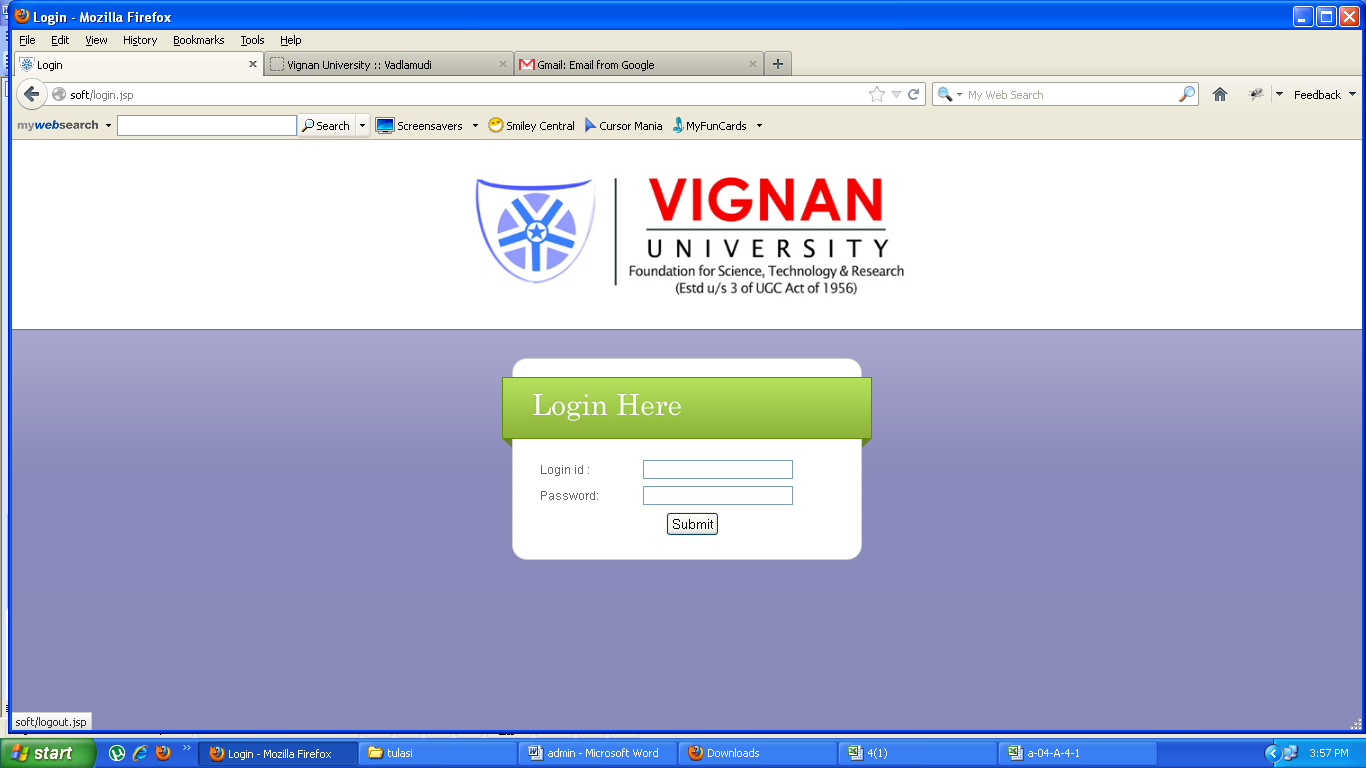 Login - Mozilla Firefox
File Edit View History Bookmarks Tools Help
Login Vignan University :: Vadlamudi Gmail: Email from Google
soft/login.jsp My Web Search Feedback
mywebsearch Search Screensavers Smiley Central Cursor Mania MyFunCards
VIGNAN
UNIVERSITY
Foundation for Science, Technology & Research
(Estd u/s 3 of UGC Act of 1956)
Login Here
Login id :
Password:
Submit
soft/logout.jsp
start Login - Mozilla Firefox tulasi admin - Microsoft Word Downloads 4(1) a-04-A-4-1 3:57 PM